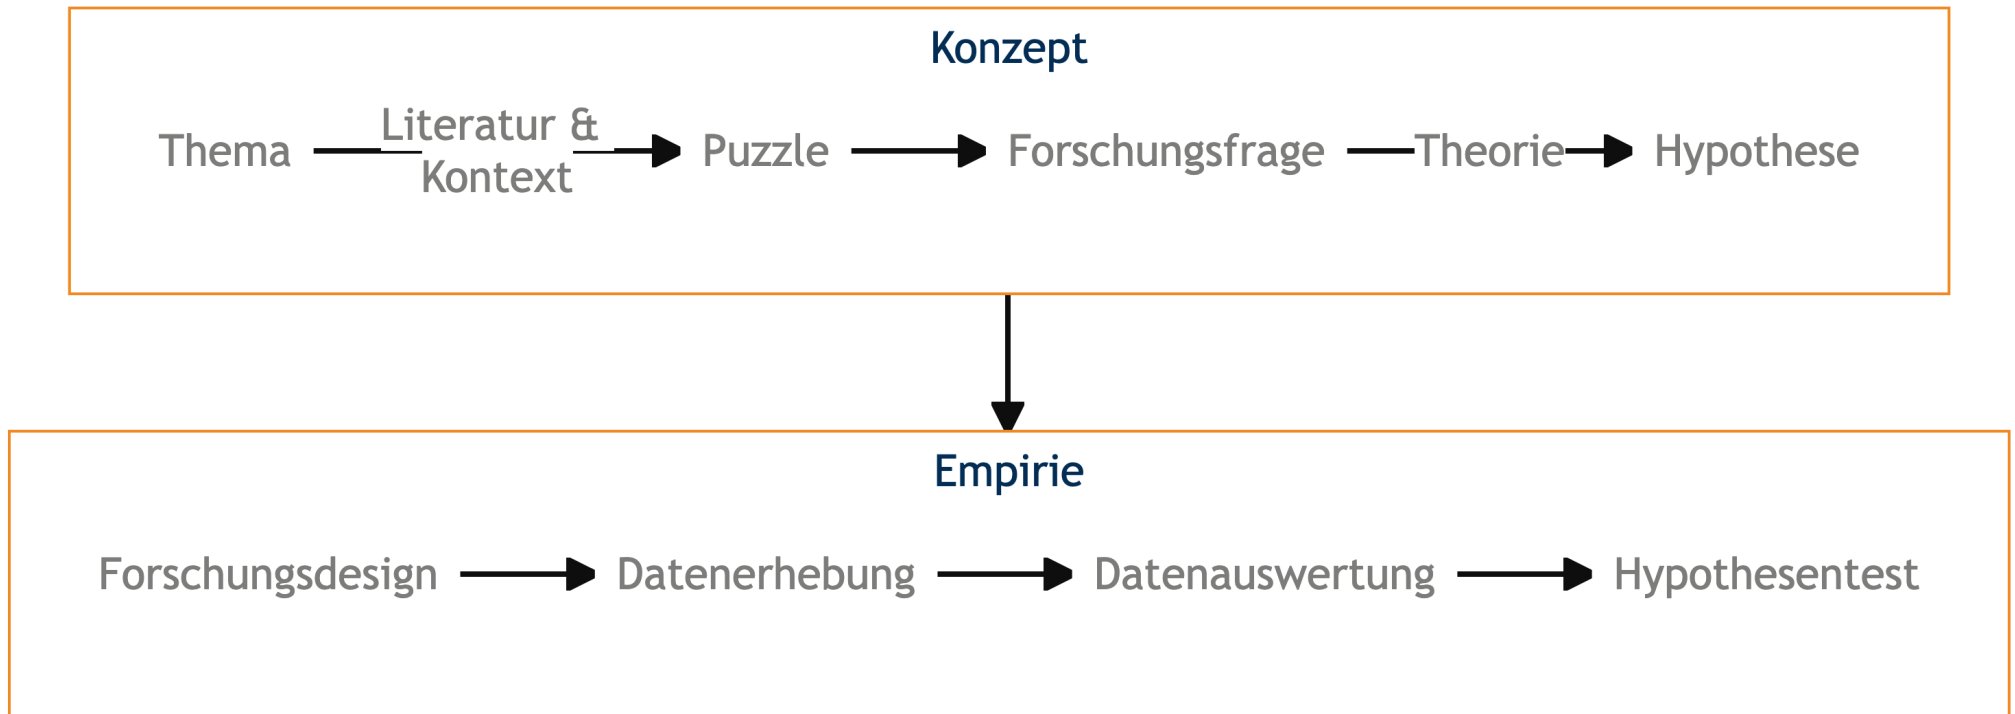 Konzept
Thema
Literatur &
Kontext
Puzzle
Forschungsfrage
Theorie
Hypothese
Empirie
Forschungsdesign
Datenerhebung
Datenauswertung
Hypothesentest